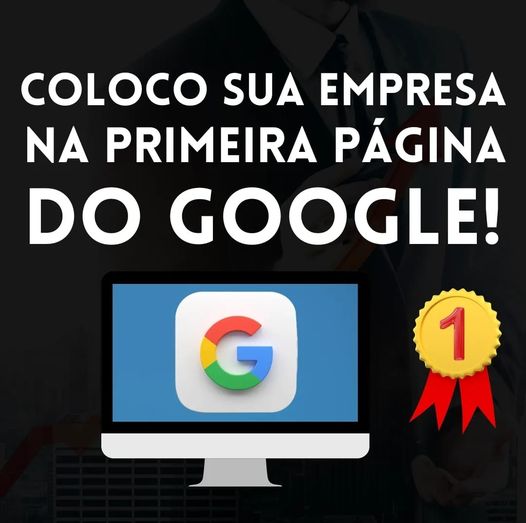 COLOCO SUA EMPRESA
NA PRIMEIRA PÁGINA
DO GOOGLE!
G
1